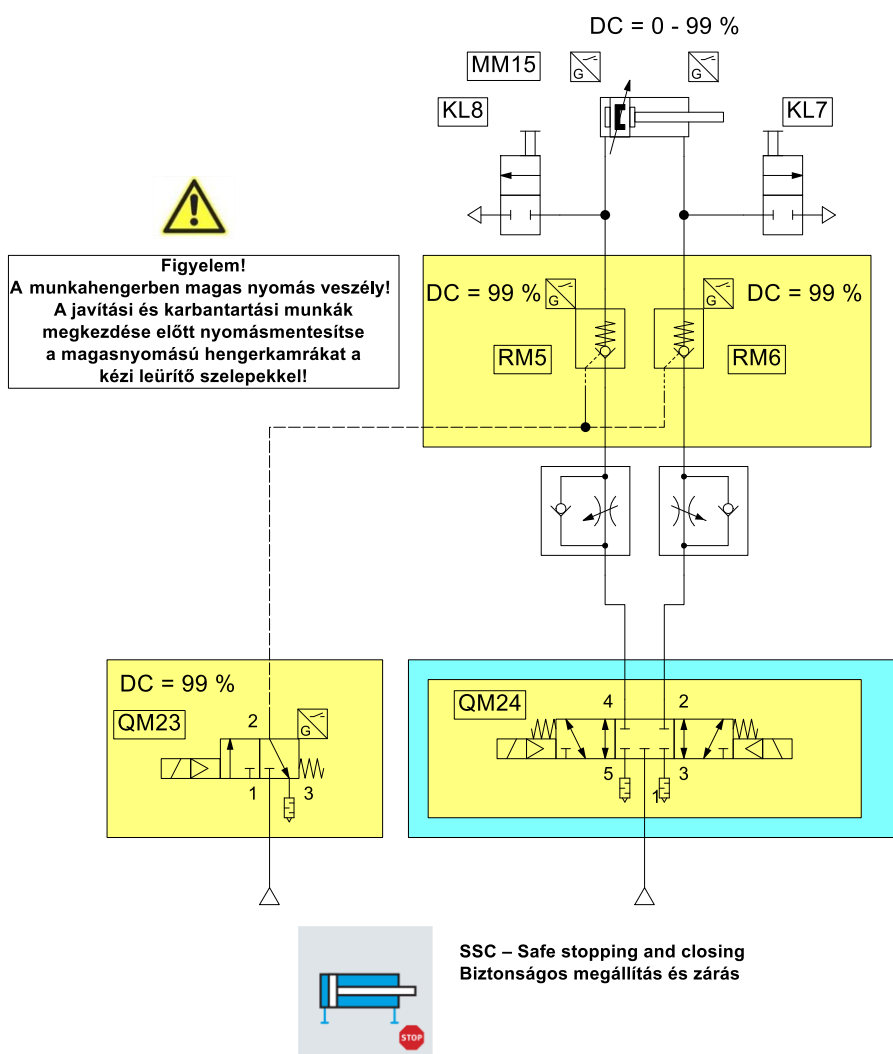 DC = 0 - 99 %
MM15
G
G
KL8
KL7
Figyelem!
A munkahengerben magas nyomás veszély!
A javítási és karbantartási munkák
megkezdése előtt nyomásmentesítse
a magasnyomású hengerkamrákat a
kézi leürítő szelepekkel!
DC = 99 %
G
G
DC = 99 %
RM5
RM6
DC = 99 %
QM23
2
G
1
3
QM24
4
2
5
1
3
SSC – Safe stopping and closing
Biztonságos megállítás és zárás
STOP